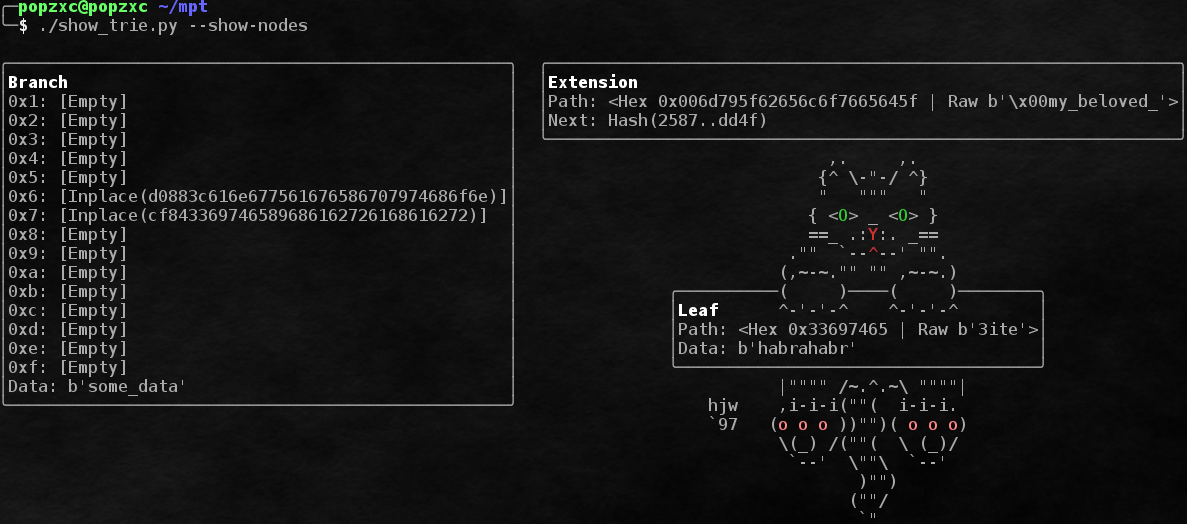 popzxc@popzxc ~/mpt
$ ./show_trie.py --show-nodes
Branch
0x1: [Empty]
0x2: [Empty]
0x3: [Empty]
0x4: [Empty]
0x5: [Empty]
0x6: [Inplace(d0883c616e677561676586707974686f6e)]
0x7: [Inplace(cf843369746589686162726168616272)]
0x8: [Empty]
0x9: [Empty]
0xa: [Empty]
0xb: [Empty]
0xc: [Empty]
0xd: [Empty]
0xe: [Empty]
0xf: [Empty]
Data: b'some_data'
Extension
Path: <Hex 0x006d795f62656c6f7665645f | Raw b'\x00my_beloved_'>
Next: Hash(2587..dd4f)
Leaf
Path: <Hex 0x33697465 | Raw b'3ite'>
Data: b'habrahabr'
hjw
`97